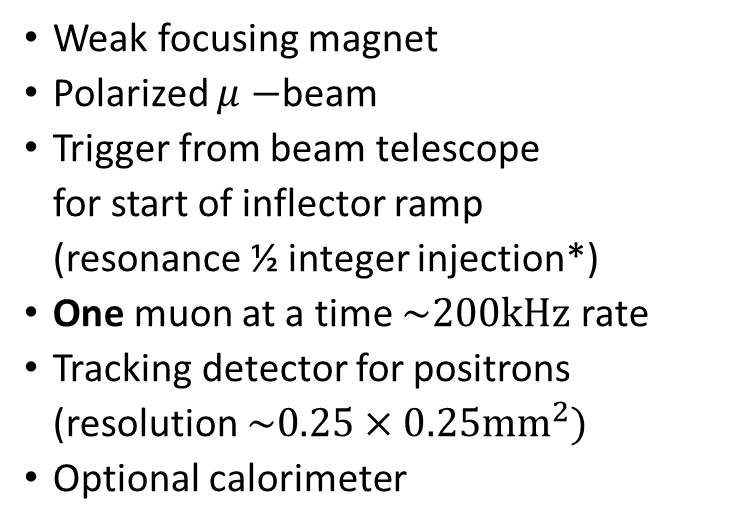 • Weak focusing magnet
• Polarized μ −beam
• Trigger from beam telescope
for start of inflector ramp
(resonance ½ integer injection*)
• One muon at a time ~200kHz rate
• Tracking detector for positrons
(resolution ~0.25 × 0.25mm²)
• Optional calorimeter